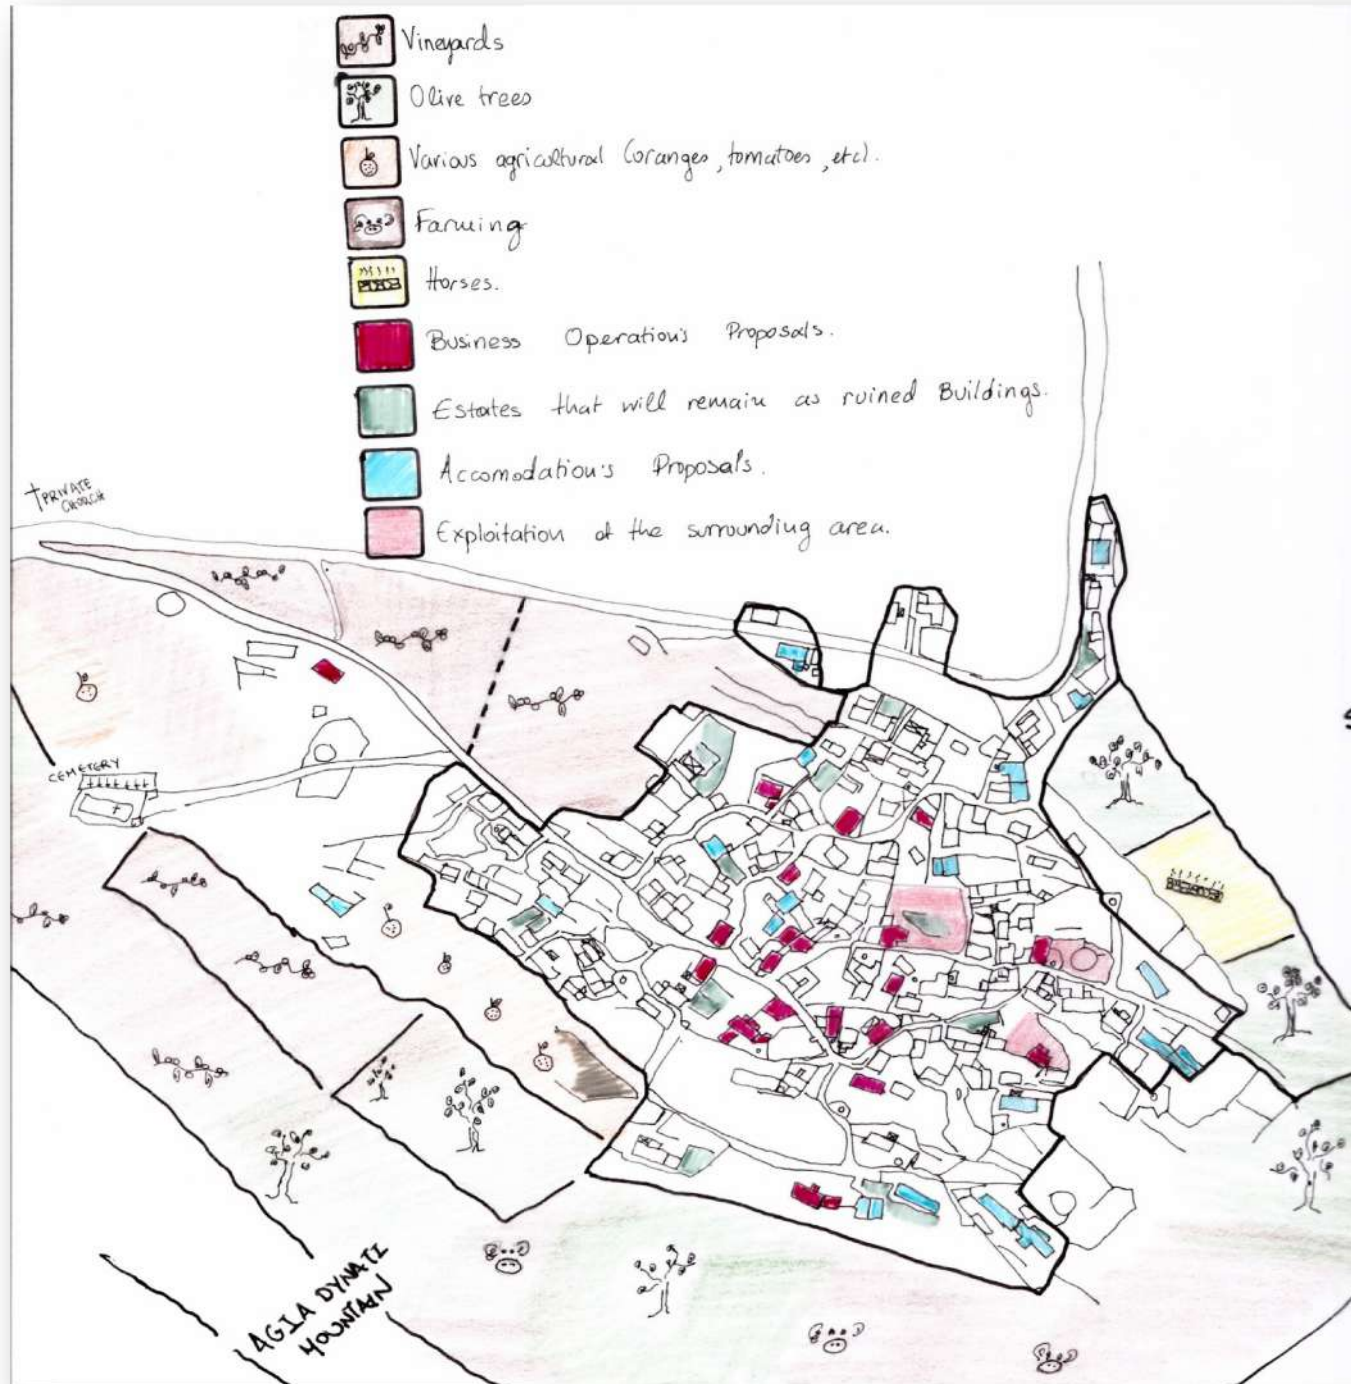 Vineyards
Olive trees
Various agricultural (oranges, tomatoes, etc).
Farming
Horses.
Business Operation's Proposals.
Estates that will remain as ruined Buildings.
Accomodation's Proposals.
Exploitation of the surrounding area.
PRIVATE
CHURCH
CEMETERY
AGIA DYNATI
MOUNTAIN